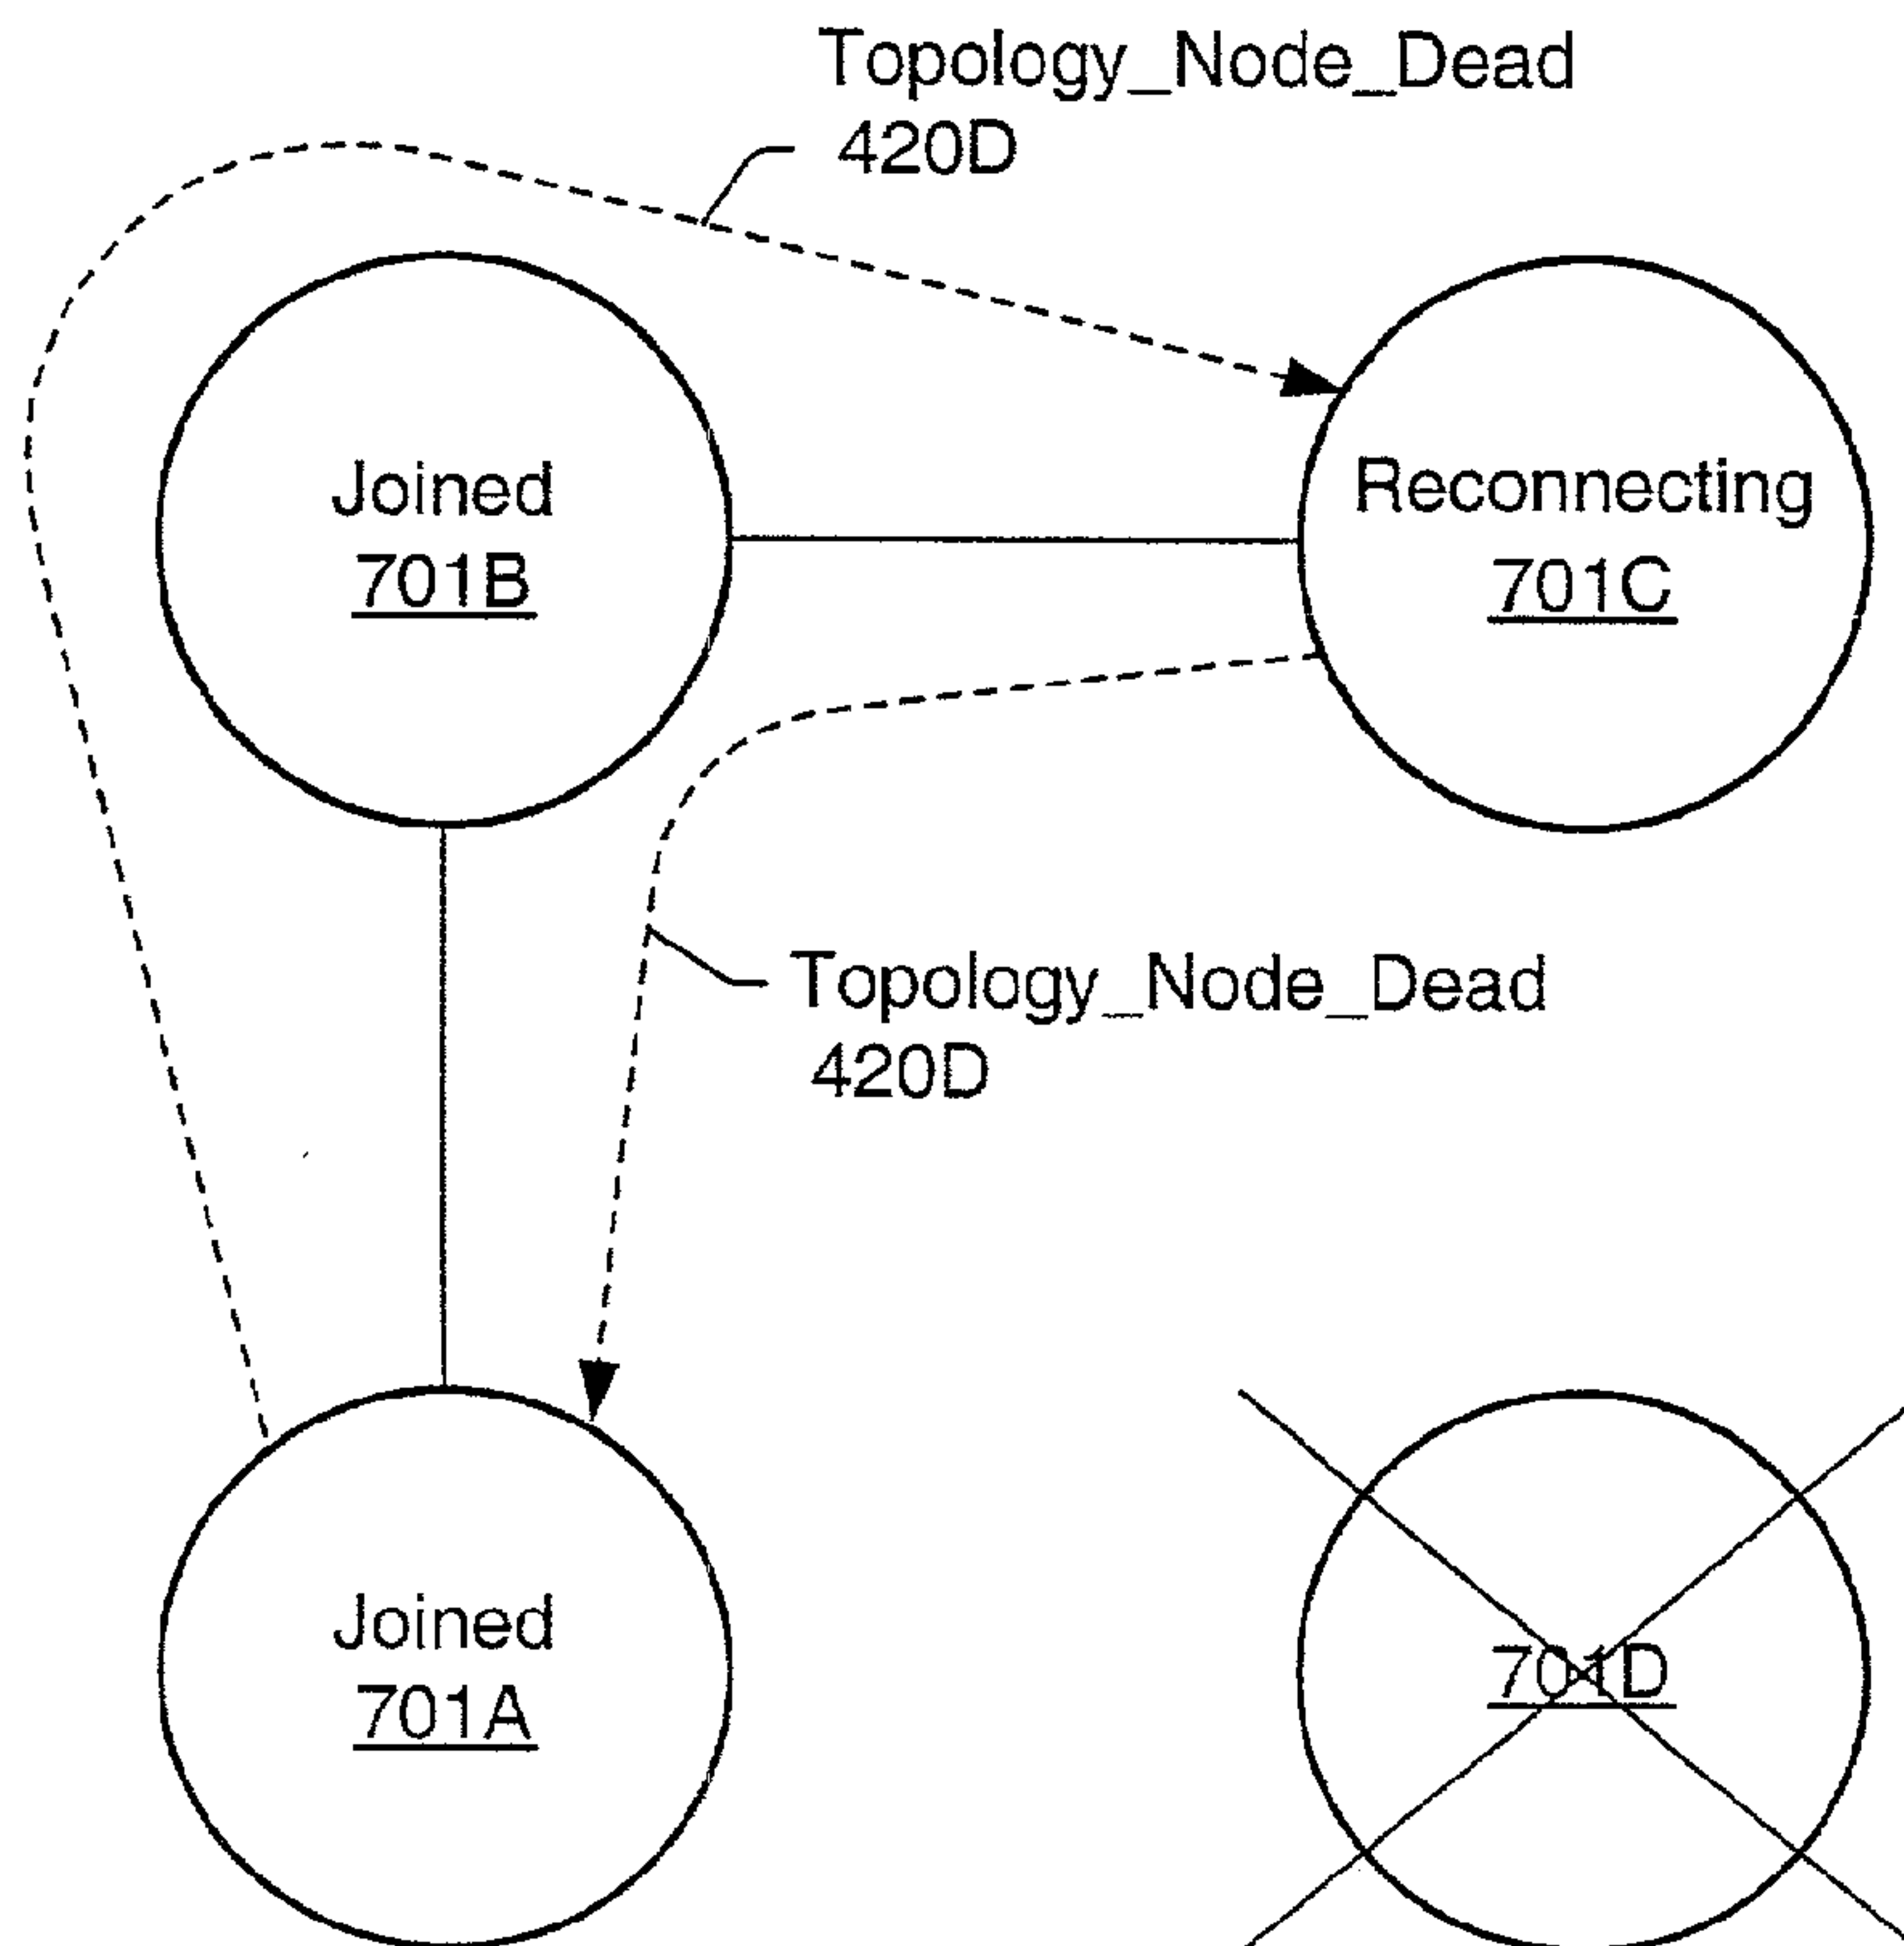 Topology_Node_Dead
420D
Joined
701B
Reconnecting
701C
Topology_Node_Dead
420D
Joined
701A
701D